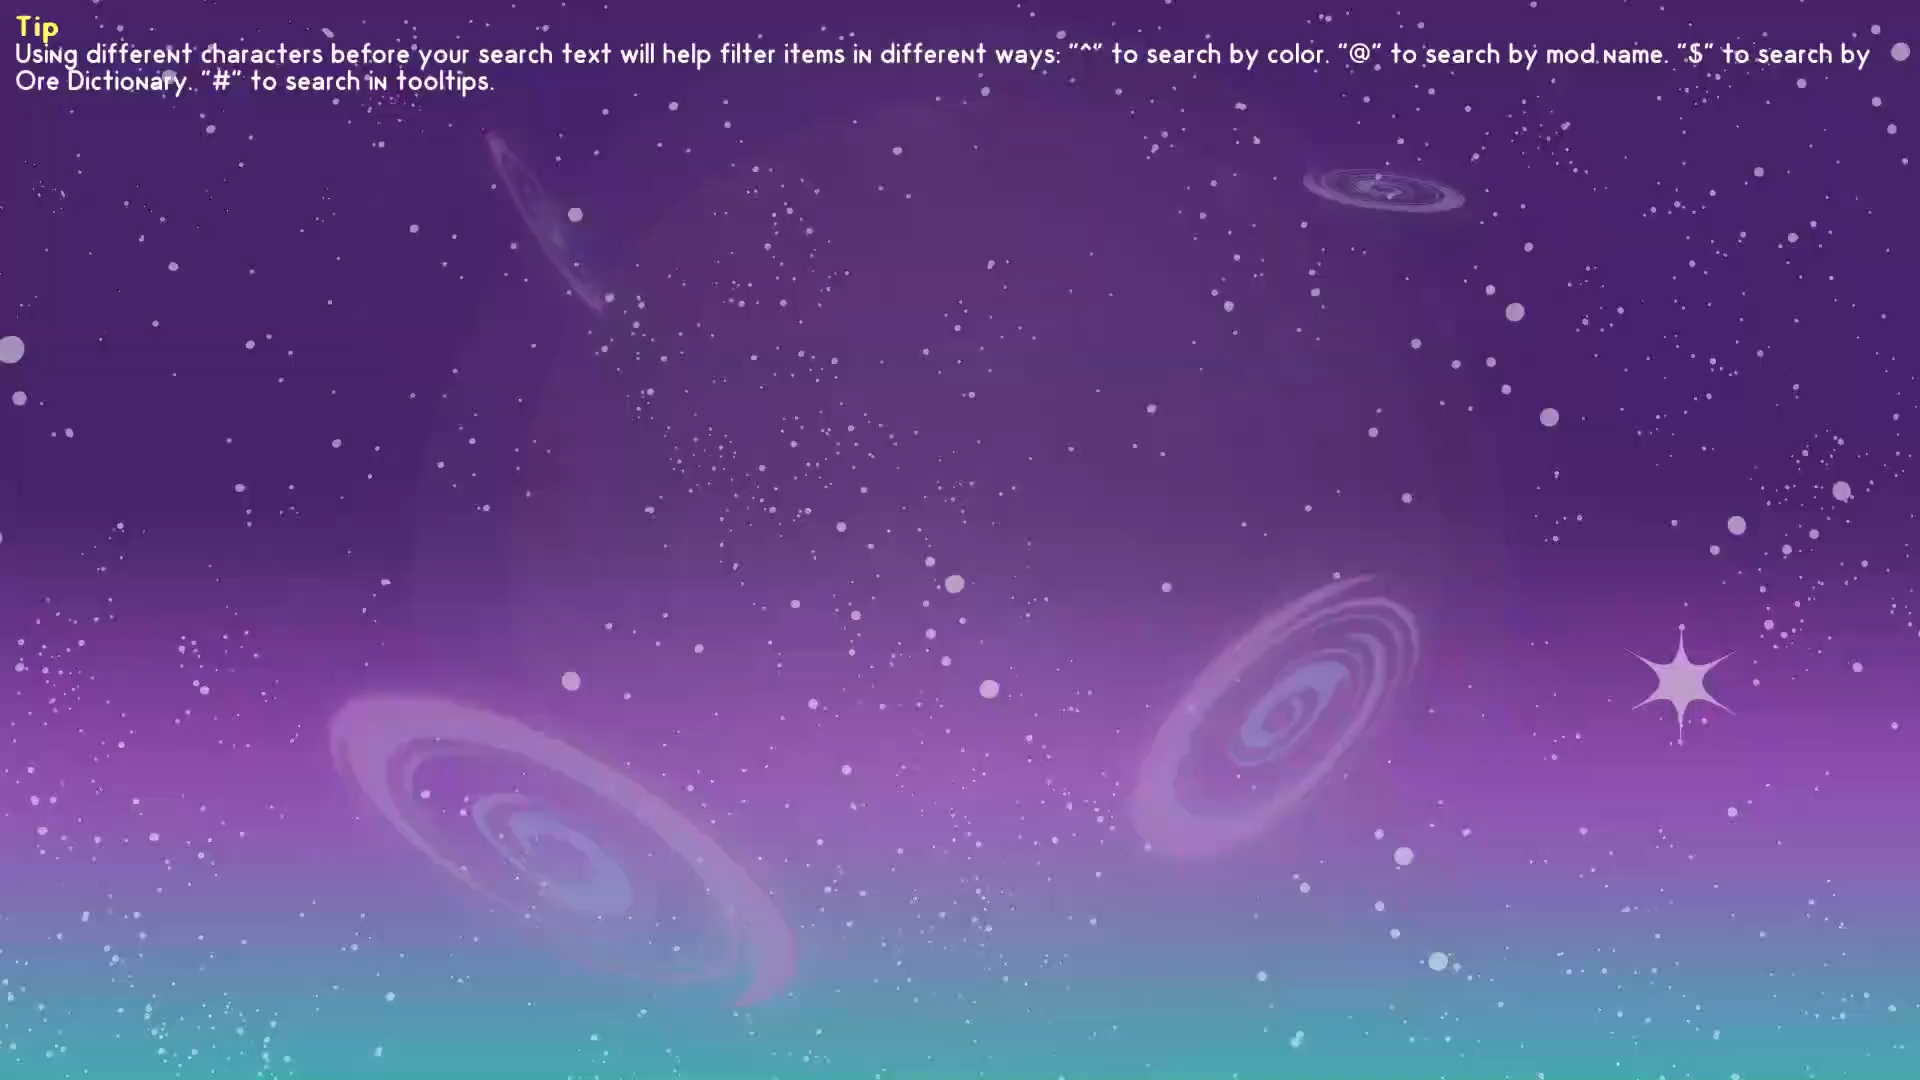 Tip
Using different characters before your search text will help filter items in different ways: "^" to search by color. "@" to search by mod name. "$" to search by
Ore Dictionary. "#" to search in tooltips.